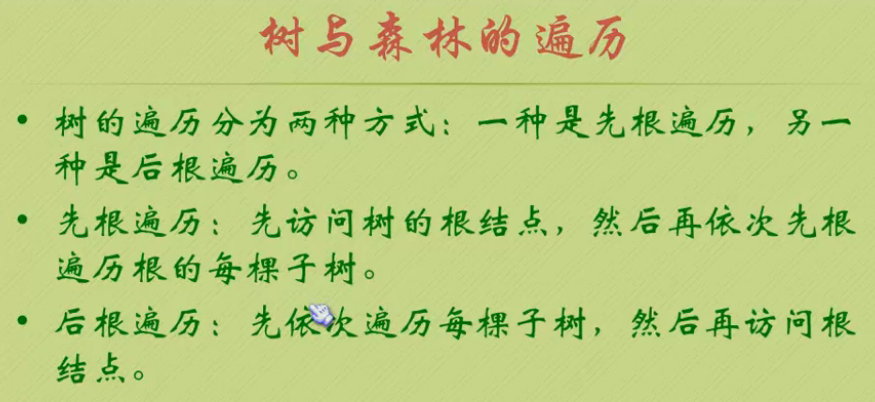 树与森林的遍历
• 树的遍历分为两种方式：一种是先根遍历，另一
种是后根遍历。
• 先根遍历：先访问树的根结点，然后再依次先根
遍历根的每棵子树。
• 后根遍历：先依次遍历每棵子树，然后再访问根
结点。